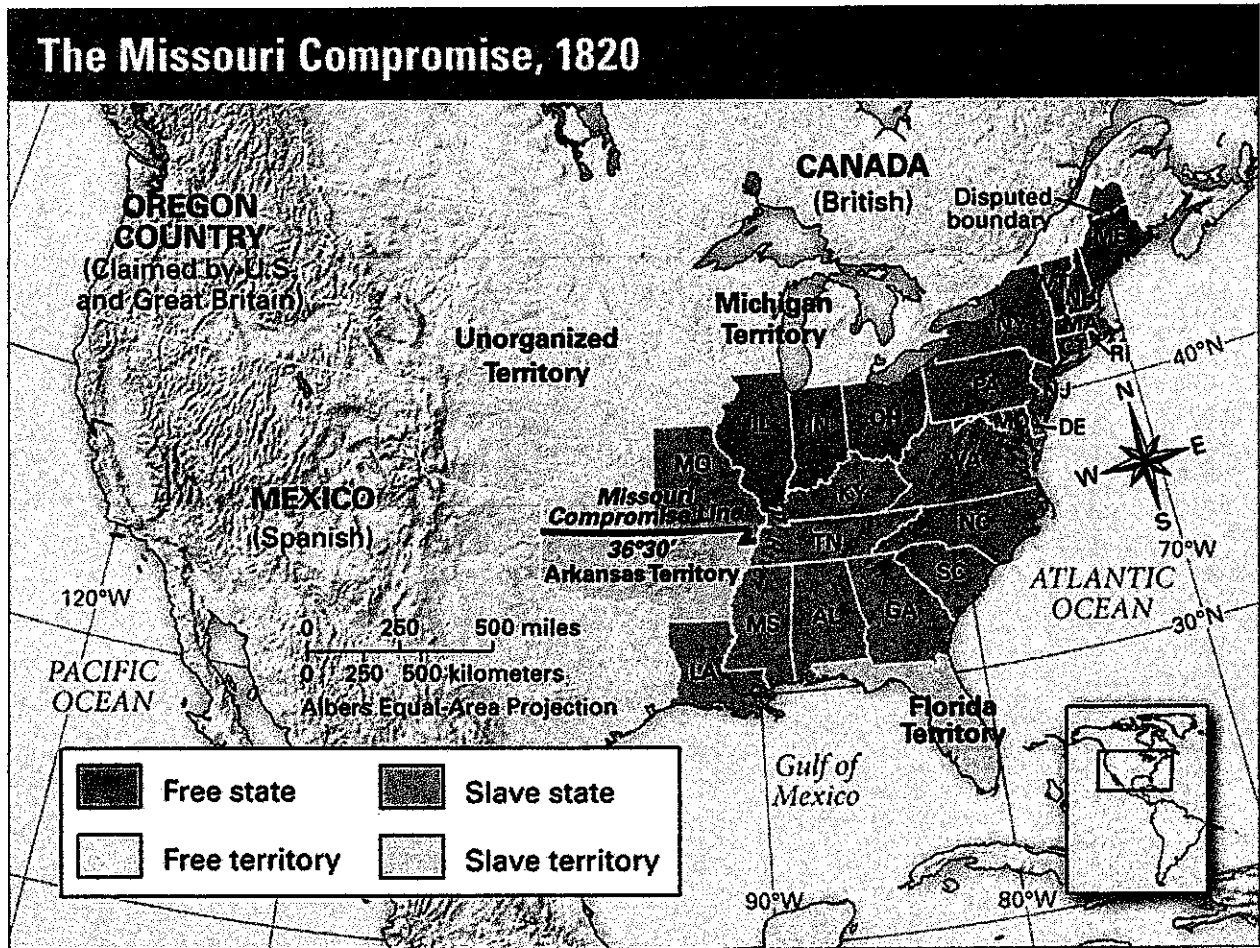 The Missouri Compromise, 1820
CANADA
(British)
Disputed
boundary
OREGON
COUNTRY
(Claimed by U.S.
and Great Britain)
ME
Michigan
Territory
NH
NY
MA
Unorganized
Territory
CT
RI
40°N
PA
NJ
N
IL
IN
OH
MD
DE
W
E
S
MO
VA
KY
MEXICO
(Spanish)
Missouri
Compromise Line
36°30'
NC
TN
70°W
Arkansas Territory
SC
ATLANTIC
OCEAN
120°W
MS
AL
GA
30°N
0 250 500 miles
0 250 500 kilometers
Albers Equal-Area Projection
PACIFIC
OCEAN
LA
Florida
Territory
Gulf of
Mexico
Free state
Slave state
Free territory
Slave territory
90°W
80°W